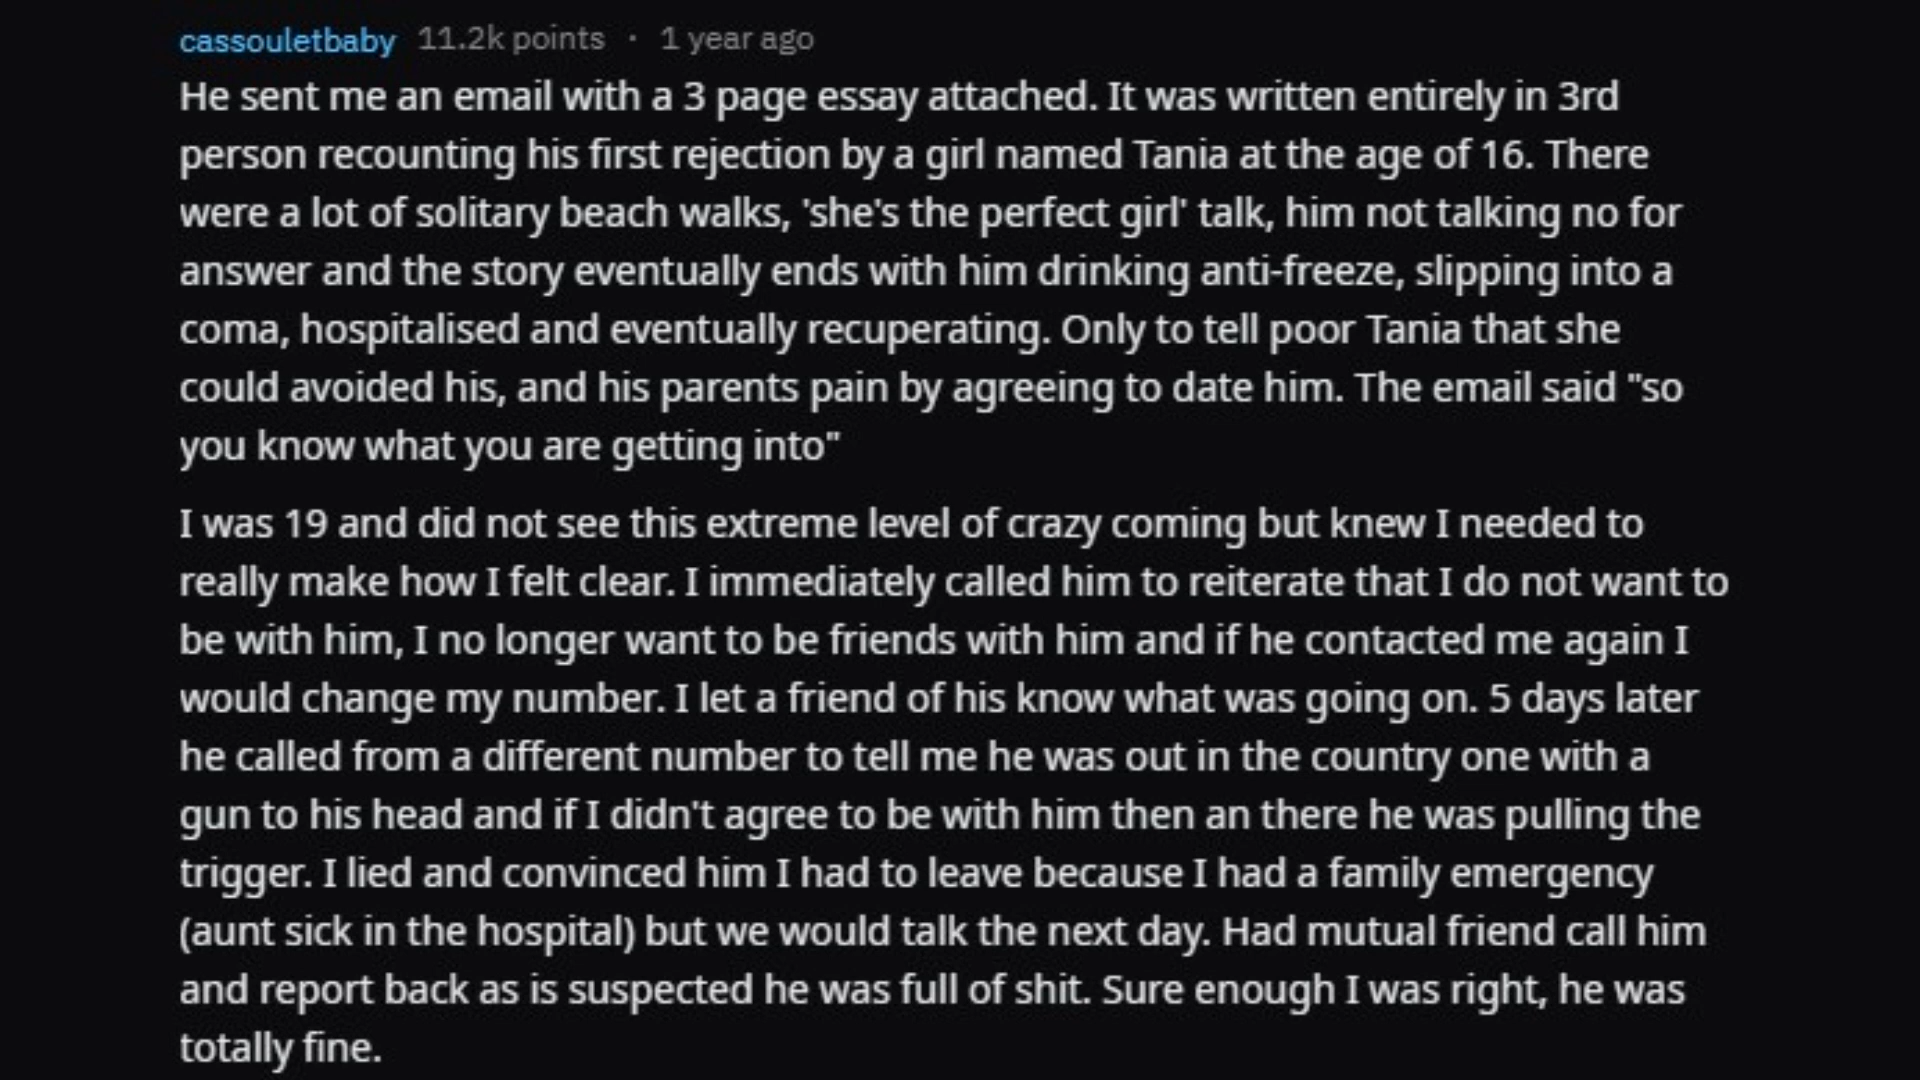 cassouletbaby 11.2k points · 1 year ago
He sent me an email with a 3 page essay attached. It was written entirely in 3rd
person recounting his first rejection by a girl named Tania at the age of 16. There
were a lot of solitary beach walks, 'she's the perfect girl' talk, him not talking no for
answer and the story eventually ends with him drinking anti-freeze, slipping into a
coma, hospitalised and eventually recuperating. Only to tell poor Tania that she
could avoided his, and his parents pain by agreeing to date him. The email said "so
you know what you are getting into"
I was 19 and did not see this extreme level of crazy coming but knew I needed to
really make how I felt clear. I immediately called him to reiterate that I do not want to
be with him, I no longer want to be friends with him and if he contacted me again I
would change my number. I let a friend of his know what was going on. 5 days later
he called from a different number to tell me he was out in the country one with a
gun to his head and if I didn't agree to be with him then an there he was pulling the
trigger. I lied and convinced him I had to leave because I had a family emergency
(aunt sick in the hospital) but we would talk the next day. Had mutual friend call him
and report back as is suspected he was full of shit. Sure enough I was right, he was
totally fine.